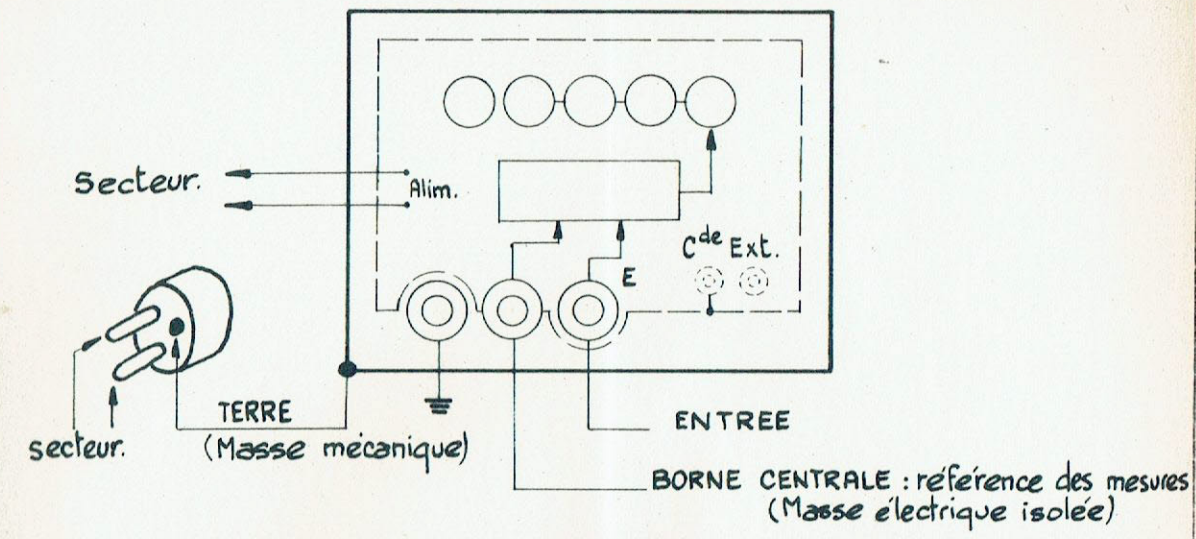 Secteur.
Alim.
Cde Ext.
E
TERRE
(Masse mécanique)
secteur.
ENTREE
BORNE CENTRALE : référence des mesures
(Masse électrique isolée)